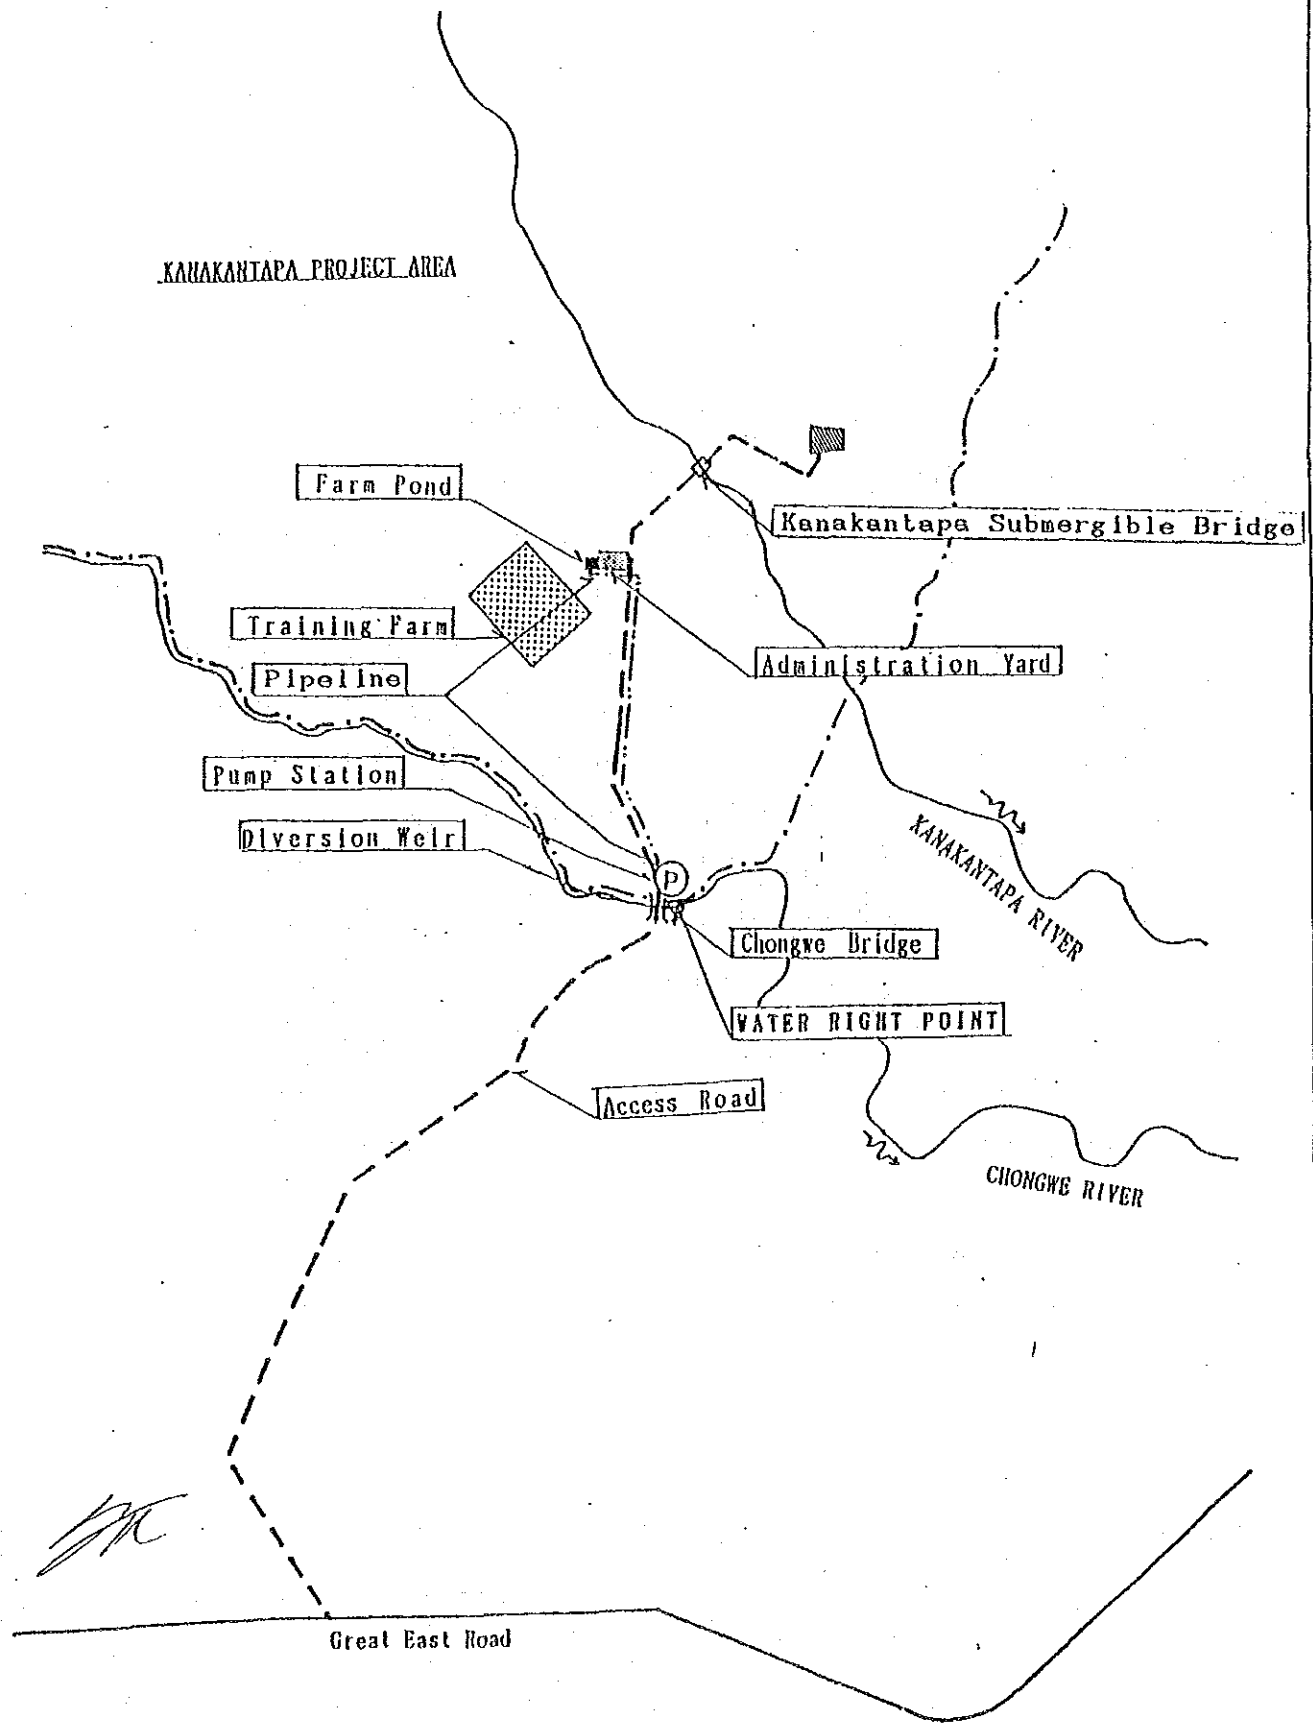 KANAKANTAPA PROJECT AREA
Farm Pond
Kanakantapa Submergible Bridge
Training Farm
Administration Yard
Pipeline
Pump Station
Diversion Weir
KANAKANTAPA RIVER
P
Chongwe Bridge
WATER RIGHT POINT
Access Road
CHONGWE RIVER
Great East Road